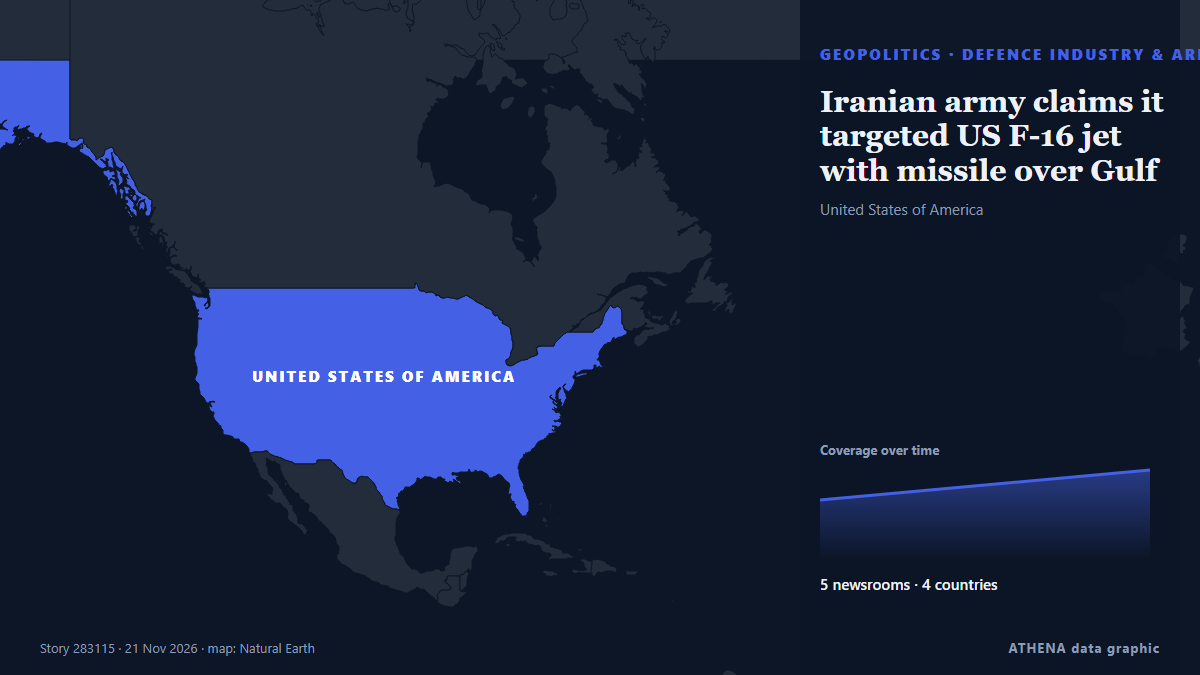 GEOPOLITICS · DEFENCE INDUSTRY &
Iranian army claims it
targeted US F-16 jet
with missile over Gulf
United States of America
UNITED STATES OF AMERICA
Coverage over time
5 newsrooms · 4 countries
Story 283115 · 21 Nov 2026 · map: Natural Earth
ATHENA data graphic